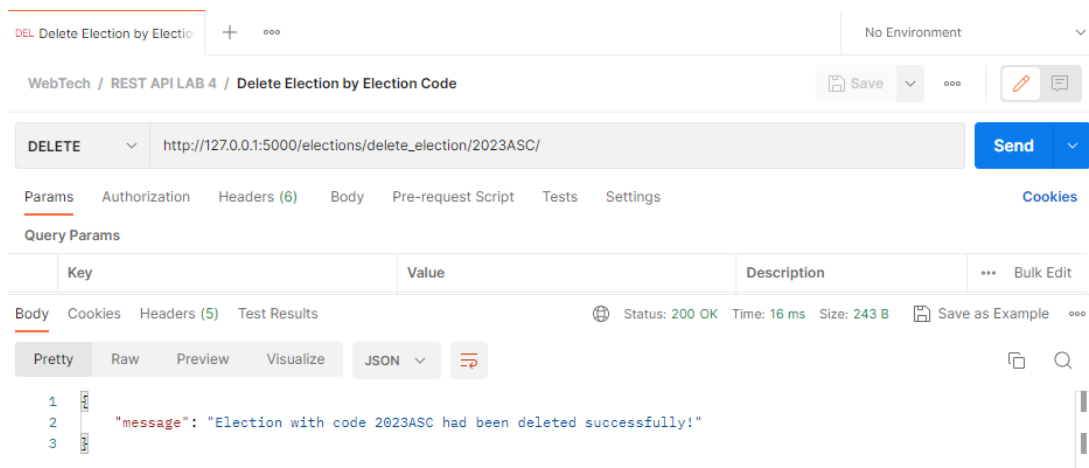 DEL Delete Election by Electio
No Environment
WebTech / REST API LAB 4 / Delete Election by Election Code
Save
DELETE http://127.0.0.1:5000/elections/delete_election/2023ASC/ Send
Params Authorization Headers (6) Body Pre-request Script Tests Settings Cookies
Query Params
Key Value Description Bulk Edit
Body Cookies Headers (5) Test Results Status: 200 OK Time: 16 ms Size: 243 B Save as Example
Pretty Raw Preview Visualize JSON
1 {
2 "message": "Election with code 2023ASC had been deleted successfully!"
3 }